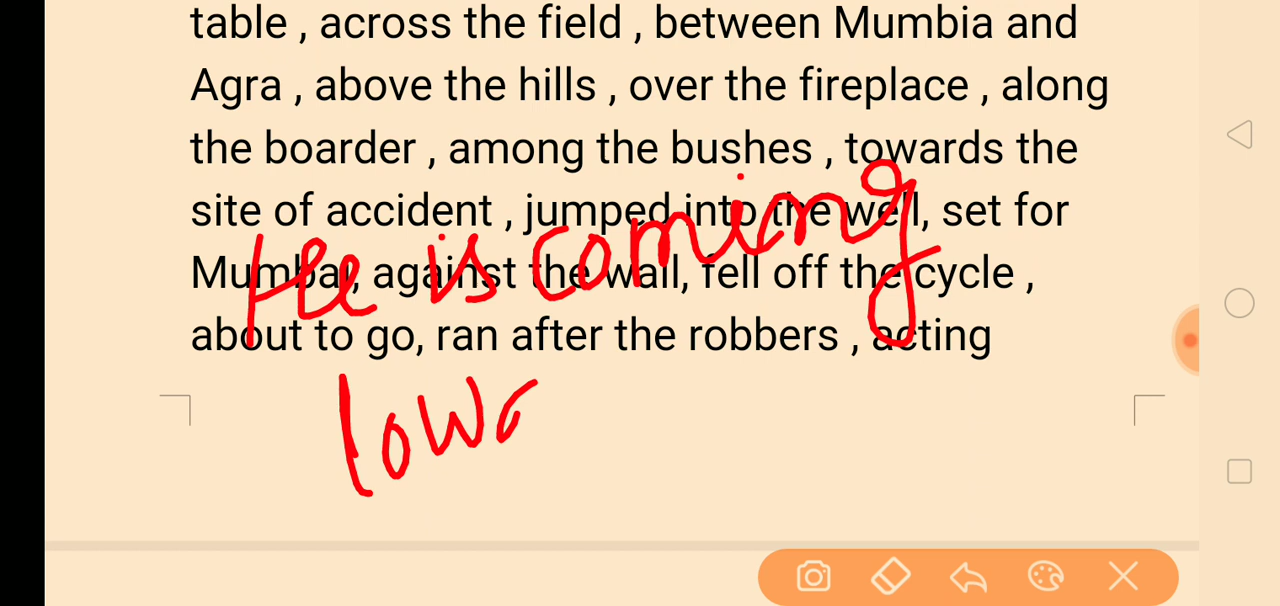 table , across the field , between Mumbia and
Agra , above the hills , over the fireplace , along
the boarder , among the bushes , towards the
site of accident , jumped into the well, set for
Mumbai, against the wall, fell off the cycle ,
about to go, ran after the robbers , acting
He is coming